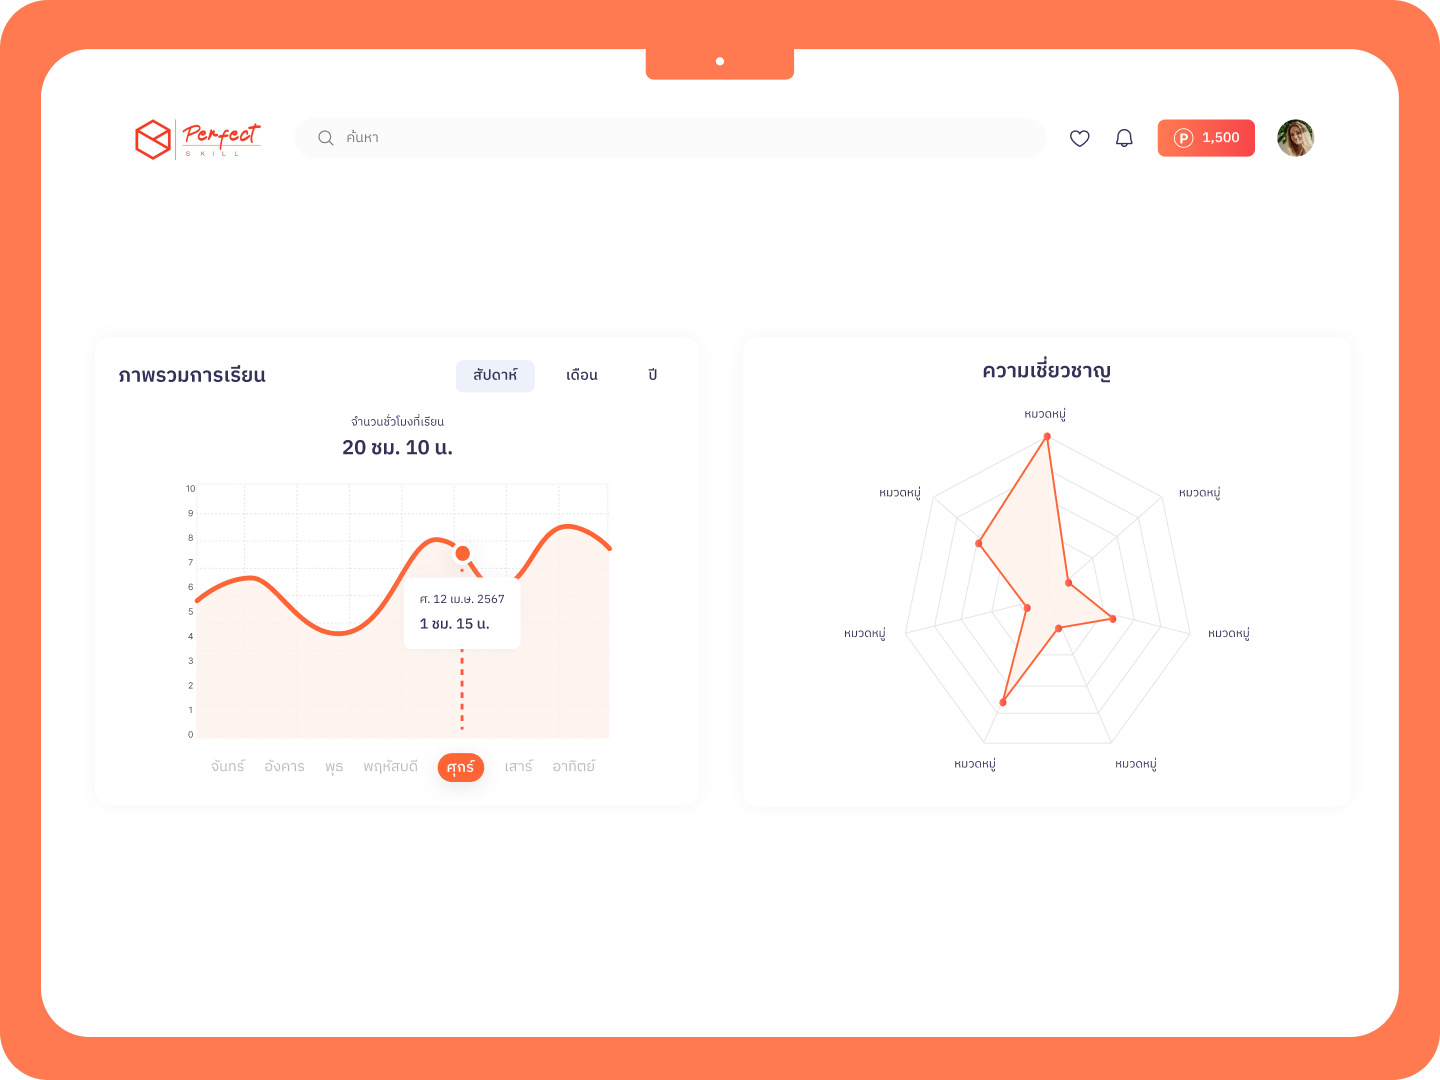 Perfect
SKILL
ค้นหา
P 1,500
ภาพรวมการเรียน
สัปดาห์ เดือน ปี
จำนวนชั่วโมงที่เรียน
20 ชม. 10 น.
10
9
8
7
6
5
4
3
2
1
0
ศ. 12 เม.ษ. 2567
1 ชม. 15 น.
จันทร์ อังคาร พุธ พฤหัสบดี ศุกร์ เสาร์ อาทิตย์
ความเชี่ยวชาญ
หมวดหมู่
หมวดหมู่ หมวดหมู่
หมวดหมู่ หมวดหมู่
หมวดหมู่ หมวดหมู่